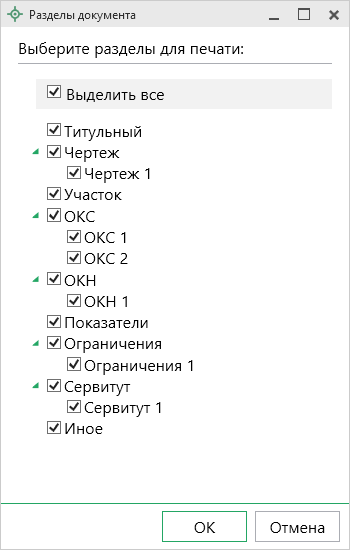 Разделы документа
Выберите разделы для печати:
Выделить все
Титульный
Чертеж
Чертеж 1
Участок
ОКС
ОКС 1
ОКС 2
ОКН
ОКН 1
Показатели
Ограничения
Ограничения 1
Сервитут
Сервитут 1
Иное
ОК
Отмена